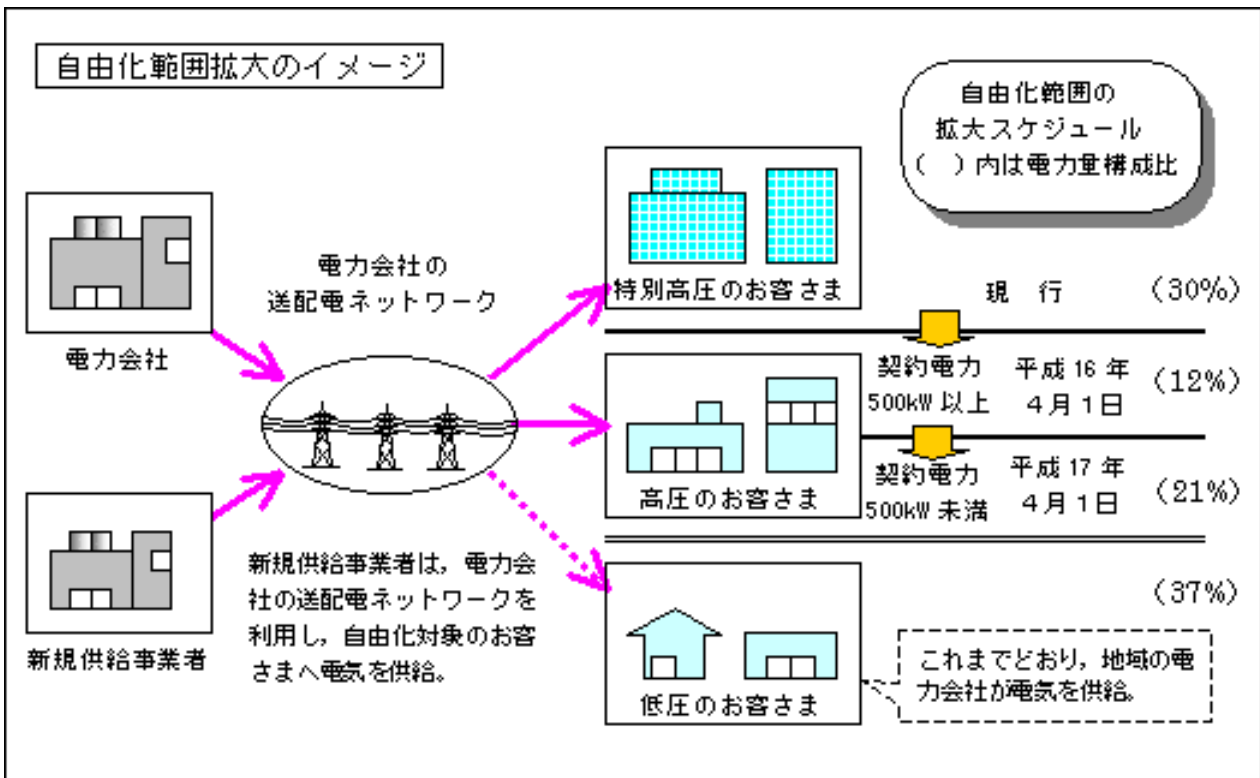 自由化範囲拡大のイメージ
自由化範囲の
拡大スケジュール
( )内は電力量構成比
電力会社
電力会社の
送配電ネットワーク
特別高圧のお客さま
現 行 (30%)
契約電力
500kW 以上
平成 16 年
4月1日
(12%)
高圧のお客さま
契約電力
500kW 未満
平成 17 年
4月1日
(21%)
新規供給事業者
新規供給事業者は，電力会
社の送配電ネットワークを
利用し，自由化対象のお客
さまへ電気を供給。
低圧のお客さま
(37%)
これまでどおり，地域の電
力会社が電気を供給。